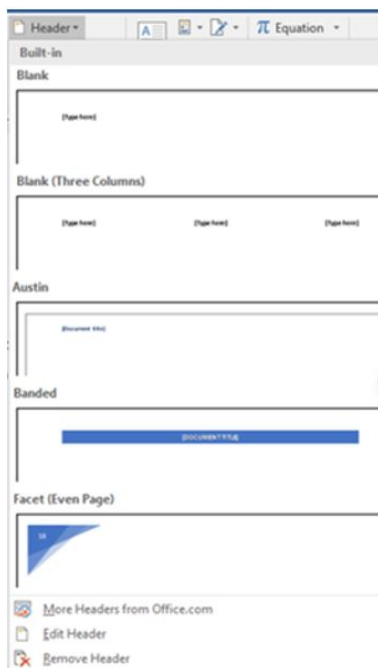 Header
A
π Equation
Built-in
Blank
[Type here]
Blank (Three Columns)
[Type here] [Type here] [Type here]
Austin
[Document title]
Banded
[DOCUMENT TITLE]
Facet (Even Page)
More Headers from Office.com
Edit Header
Remove Header